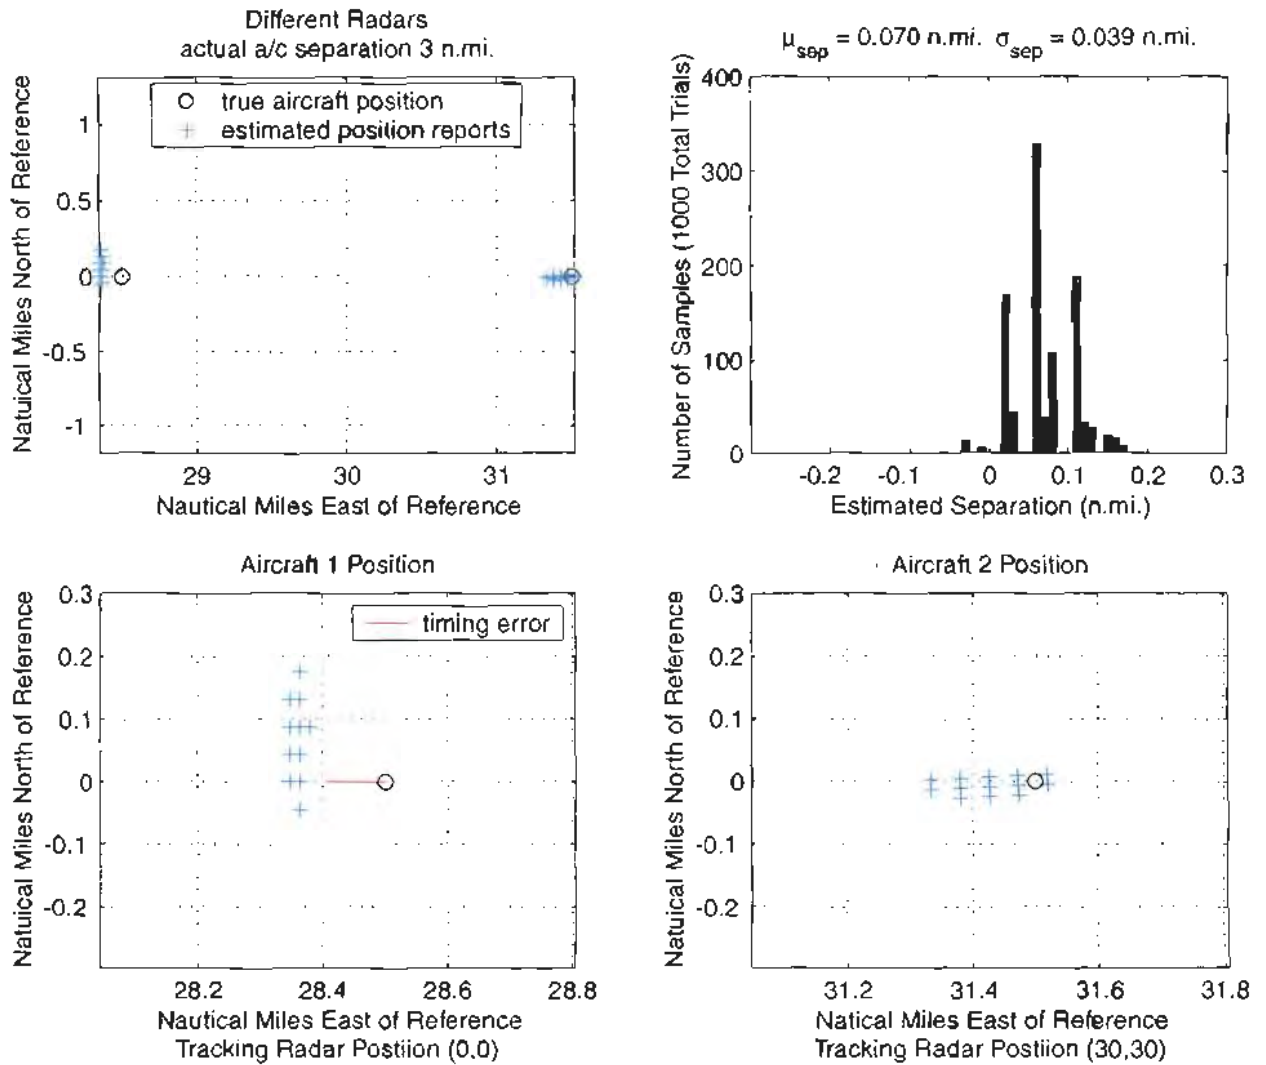 Different Radars
actual a/c separation 3 n.mi.
Natuical Miles North of Reference
1
0.5
0
-0.5
-1
true aircraft position
estimated position reports
29
30
31
Nautical Miles East of Reference
μsep = 0.070 n.mi. σsep = 0.039 n.mi.
Number of Samples (1000 Total Trials)
400
300
200
100
0
-0.2
-0.1
0
0.1
0.2
0.3
Estimated Separation (n.mi.)
Aircraft 1 Position
Natuical Miles North of Reference
0.3
0.2
0.1
0
-0.1
-0.2
timing error
28.2
28.4
28.6
28.8
Nautical Miles East of Reference
Tracking Radar Postiion (0,0)
Aircraft 2 Position
Natuical Miles North of Reference
0.3
0.2
0.1
0
-0.1
-0.2
31.2
31.4
31.6
31.8
Natical Miles East of Reference
Tracking Radar Postiion (30,30)